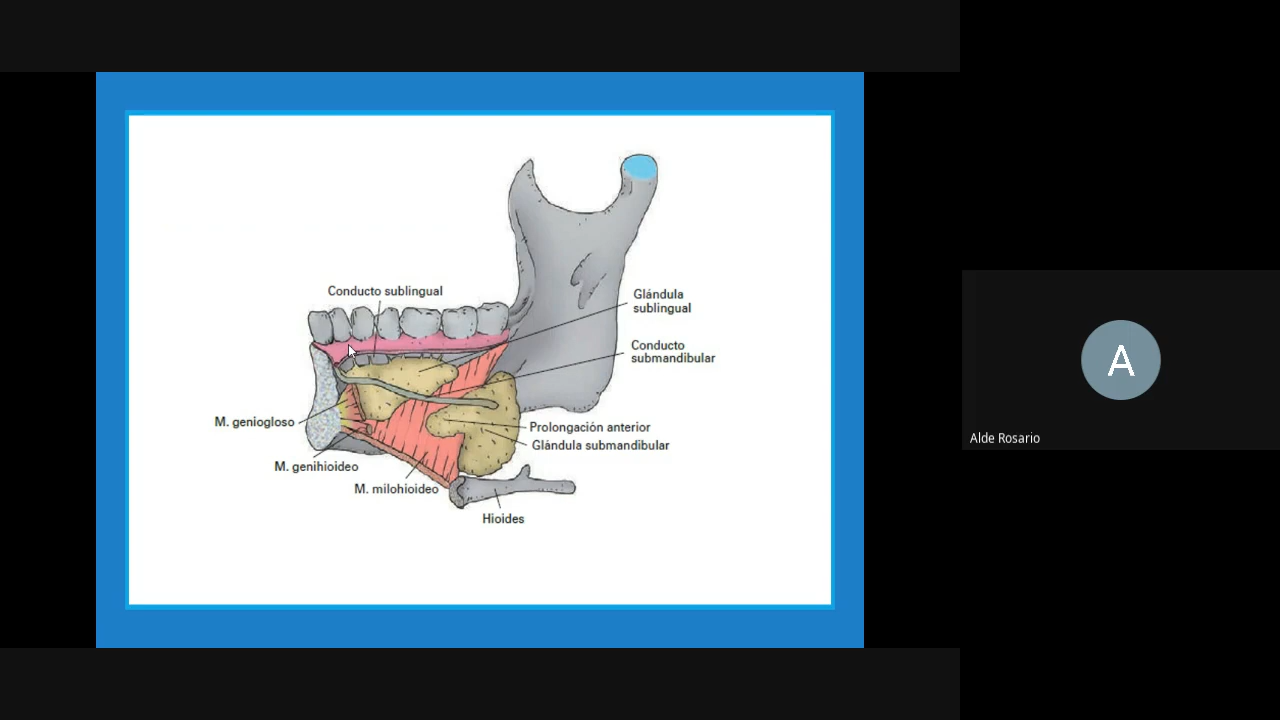 Conducto sublingual
Glándula
sublingual
Conducto
submandibular
M. geniogloso
Prolongación anterior
Glándula submandibular
M. genihioideo
M. milohioideo
Hioides
A
Alde Rosario